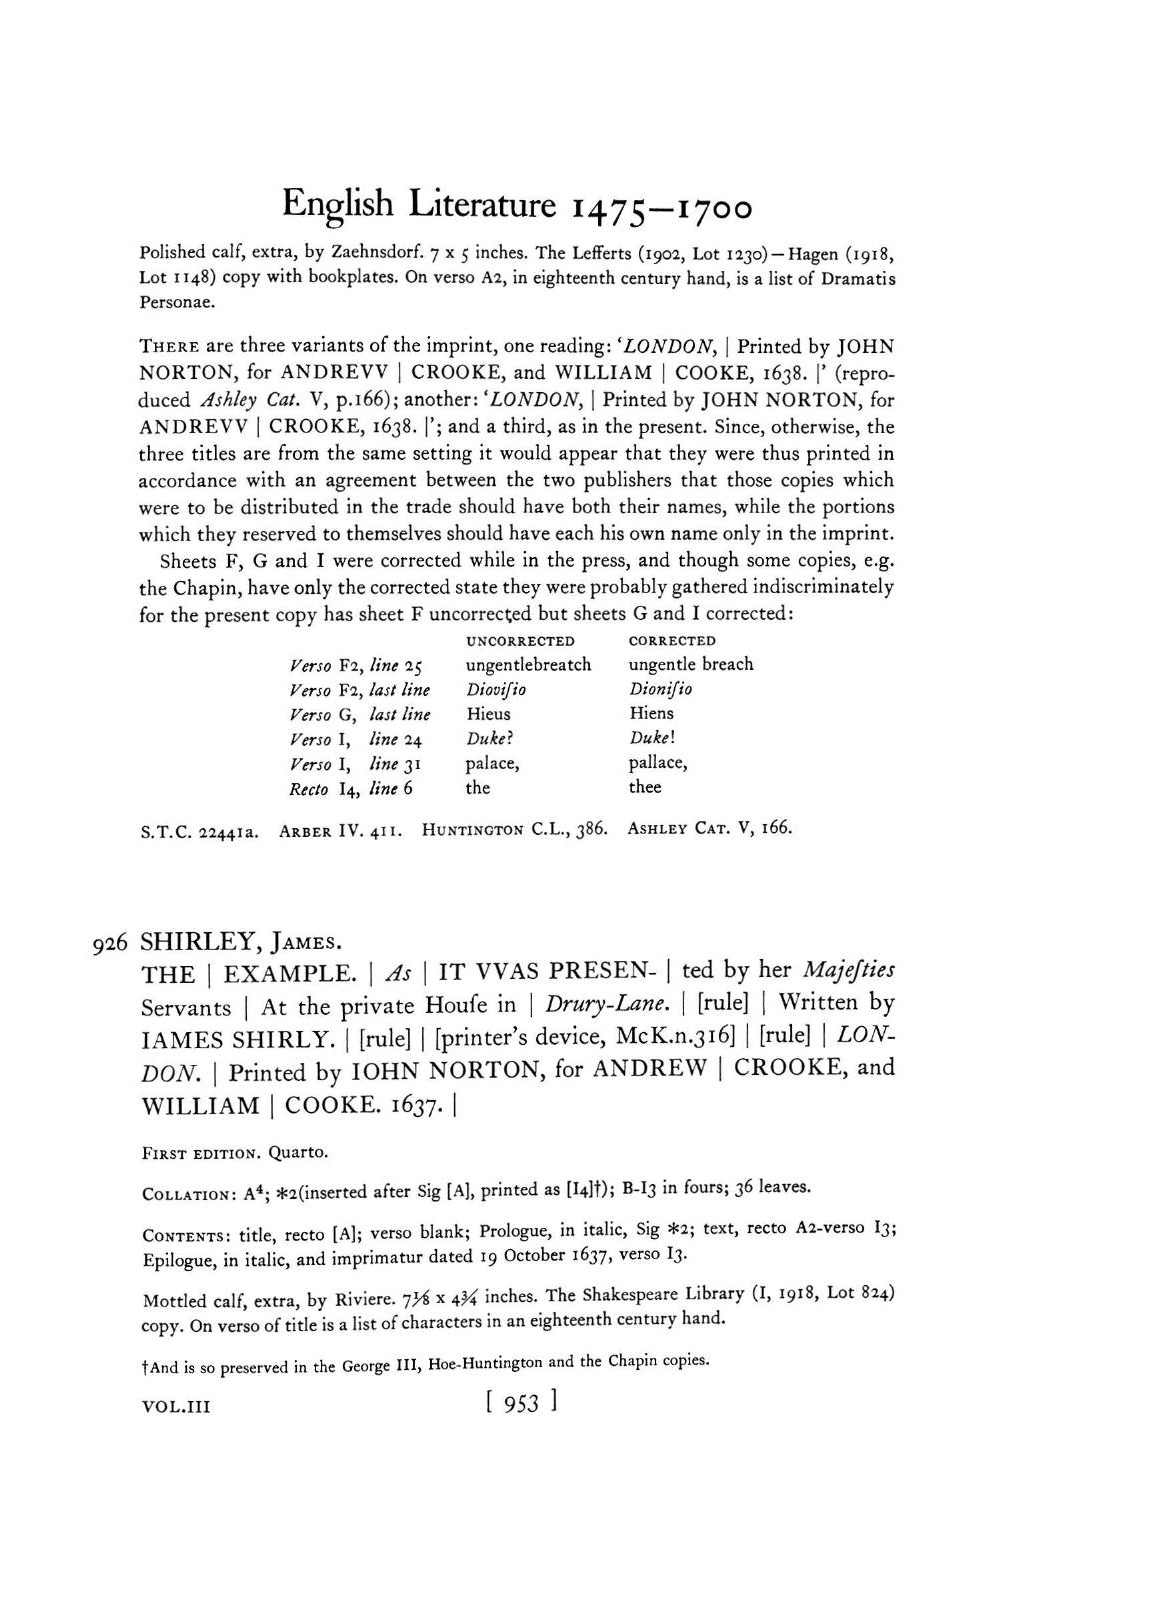 English Literature 1475—1700
Polished calf, extra, by Zaehnsdorf. 7 x 5 inches. The Lefferts (1902, Lot 1230)—Hagen (1918,
Lot 1148) copy with bookplates. On verso A2, in eighteenth century hand, is a list of Dramatis
Personae.
THERE are three variants of the imprint, one reading: ‘LONDON, | Printed by JOHN
NORTON, for ANDREVV | CROOKE, and WILLIAM | COOKE, 1638. |’ (repro-
duced Ashley Cat. V, p.166); another: ‘LONDON, | Printed by JOHN NORTON, for
ANDREVV | CROOKE, 1638. |’; and a third, as in the present. Since, otherwise, the
three titles are from the same setting it would appear that they were thus printed in
accordance with an agreement between the two publishers that those copies which
were to be distributed in the trade should have both their names, while the portions
which they reserved to themselves should have each his own name only in the imprint.
Sheets F, G and I were corrected while in the press, and though some copies, e.g.
the Chapin, have only the corrected state they were probably gathered indiscriminately
for the present copy has sheet F uncorrected but sheets G and I corrected:
UNCORRECTED CORRECTED
Verso F2, line 25 ungentlebreatch ungentle breach
Verso F2, last line Dioviſio Dioniſio
Verso G, last line Hieus Hiens
Verso I, line 24 Duke? Duke!
Verso I, line 31 palace, pallace,
Recto I4, line 6 the thee
S.T.C. 22441a. ARBER IV. 411. HUNTINGTON C.L., 386. ASHLEY CAT. V, 166.
926 SHIRLEY, JAMES.
THE | EXAMPLE. | As | IT VVAS PRESEN- | ted by her Majeſties
Servants | At the private Houſe in | Drury-Lane. | [rule] | Written by
IAMES SHIRLY. | [rule] | [printer's device, McK.n.316] | [rule] | LON-
DON. | Printed by IOHN NORTON, for ANDREW | CROOKE, and
WILLIAM | COOKE. 1637. |
FIRST EDITION. Quarto.
COLLATION: A⁴; *2(inserted after Sig [A], printed as [I4]†); B-I3 in fours; 36 leaves.
CONTENTS: title, recto [A]; verso blank; Prologue, in italic, Sig *2; text, recto A2-verso I3;
Epilogue, in italic, and imprimatur dated 19 October 1637, verso I3.
Mottled calf, extra, by Riviere. 7⅛ x 4¾ inches. The Shakespeare Library (I, 1918, Lot 824)
copy. On verso of title is a list of characters in an eighteenth century hand.
†And is so preserved in the George III, Hoe-Huntington and the Chapin copies.
VOL.III [ 953 ]